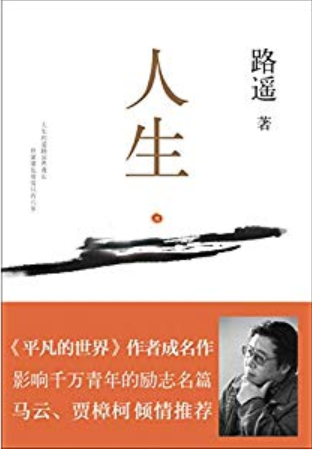 路遥 著
人生
《平凡的世界》作者成名作
影响千万青年的励志名篇
马云、贾樟柯倾情推荐